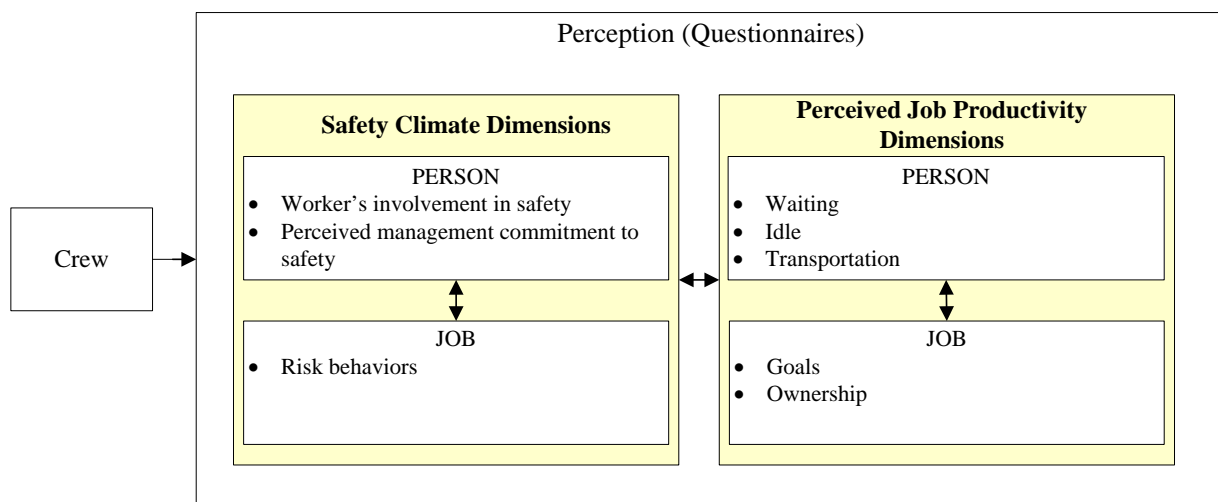 Perception (Questionnaires)
Crew
Safety Climate Dimensions
PERSON
• Worker's involvement in safety
• Perceived management commitment to
safety
JOB
• Risk behaviors
Perceived Job Productivity
Dimensions
PERSON
• Waiting
• Idle
• Transportation
JOB
• Goals
• Ownership